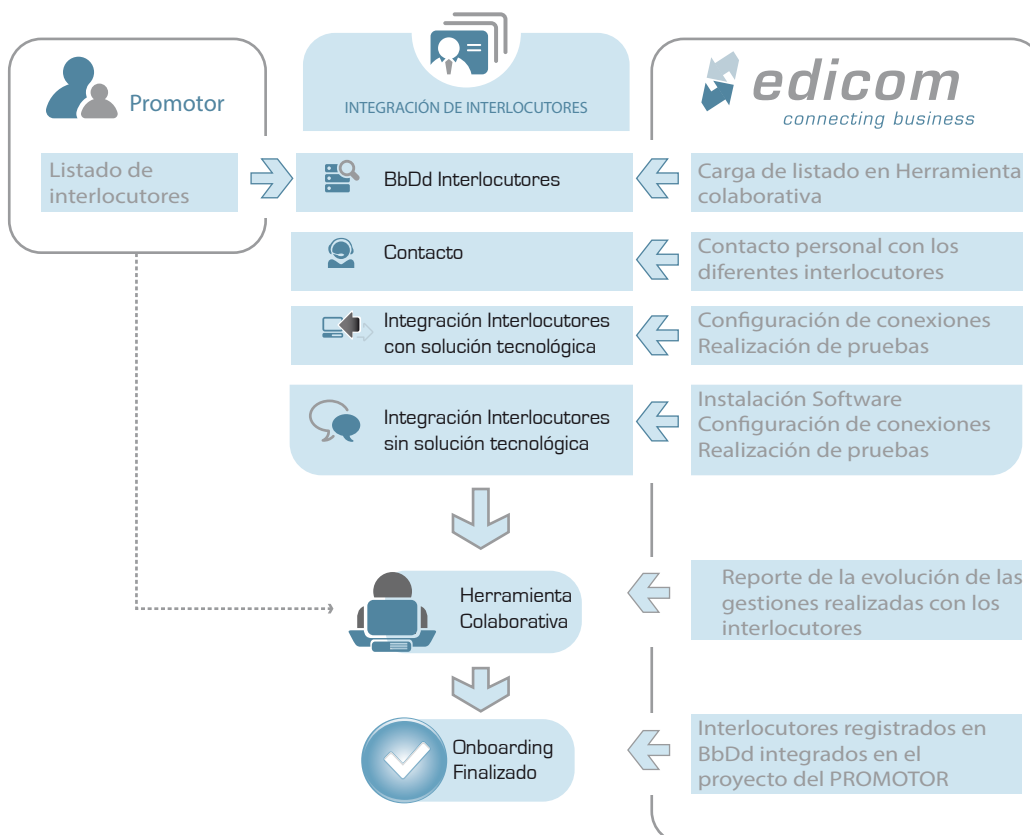 Promotor
INTEGRACIÓN DE INTERLOCUTORES
edicom
connecting business
Listado de
interlocutores
BbDd Interlocutores
Carga de listado en Herramienta
colaborativa
Contacto
Contacto personal con los
diferentes interlocutores
Integración Interlocutores
con solución tecnológica
Configuración de conexiones
Realización de pruebas
Integración Interlocutores
sin solución tecnológica
Instalación Software
Configuración de conexiones
Realización de pruebas
Herramienta
Colaborativa
Reporte de la evolución de las
gestiones realizadas con los
interlocutores
Onboarding
Finalizado
Interlocutores registrados en
BbDd integrados en el
proyecto del PROMOTOR